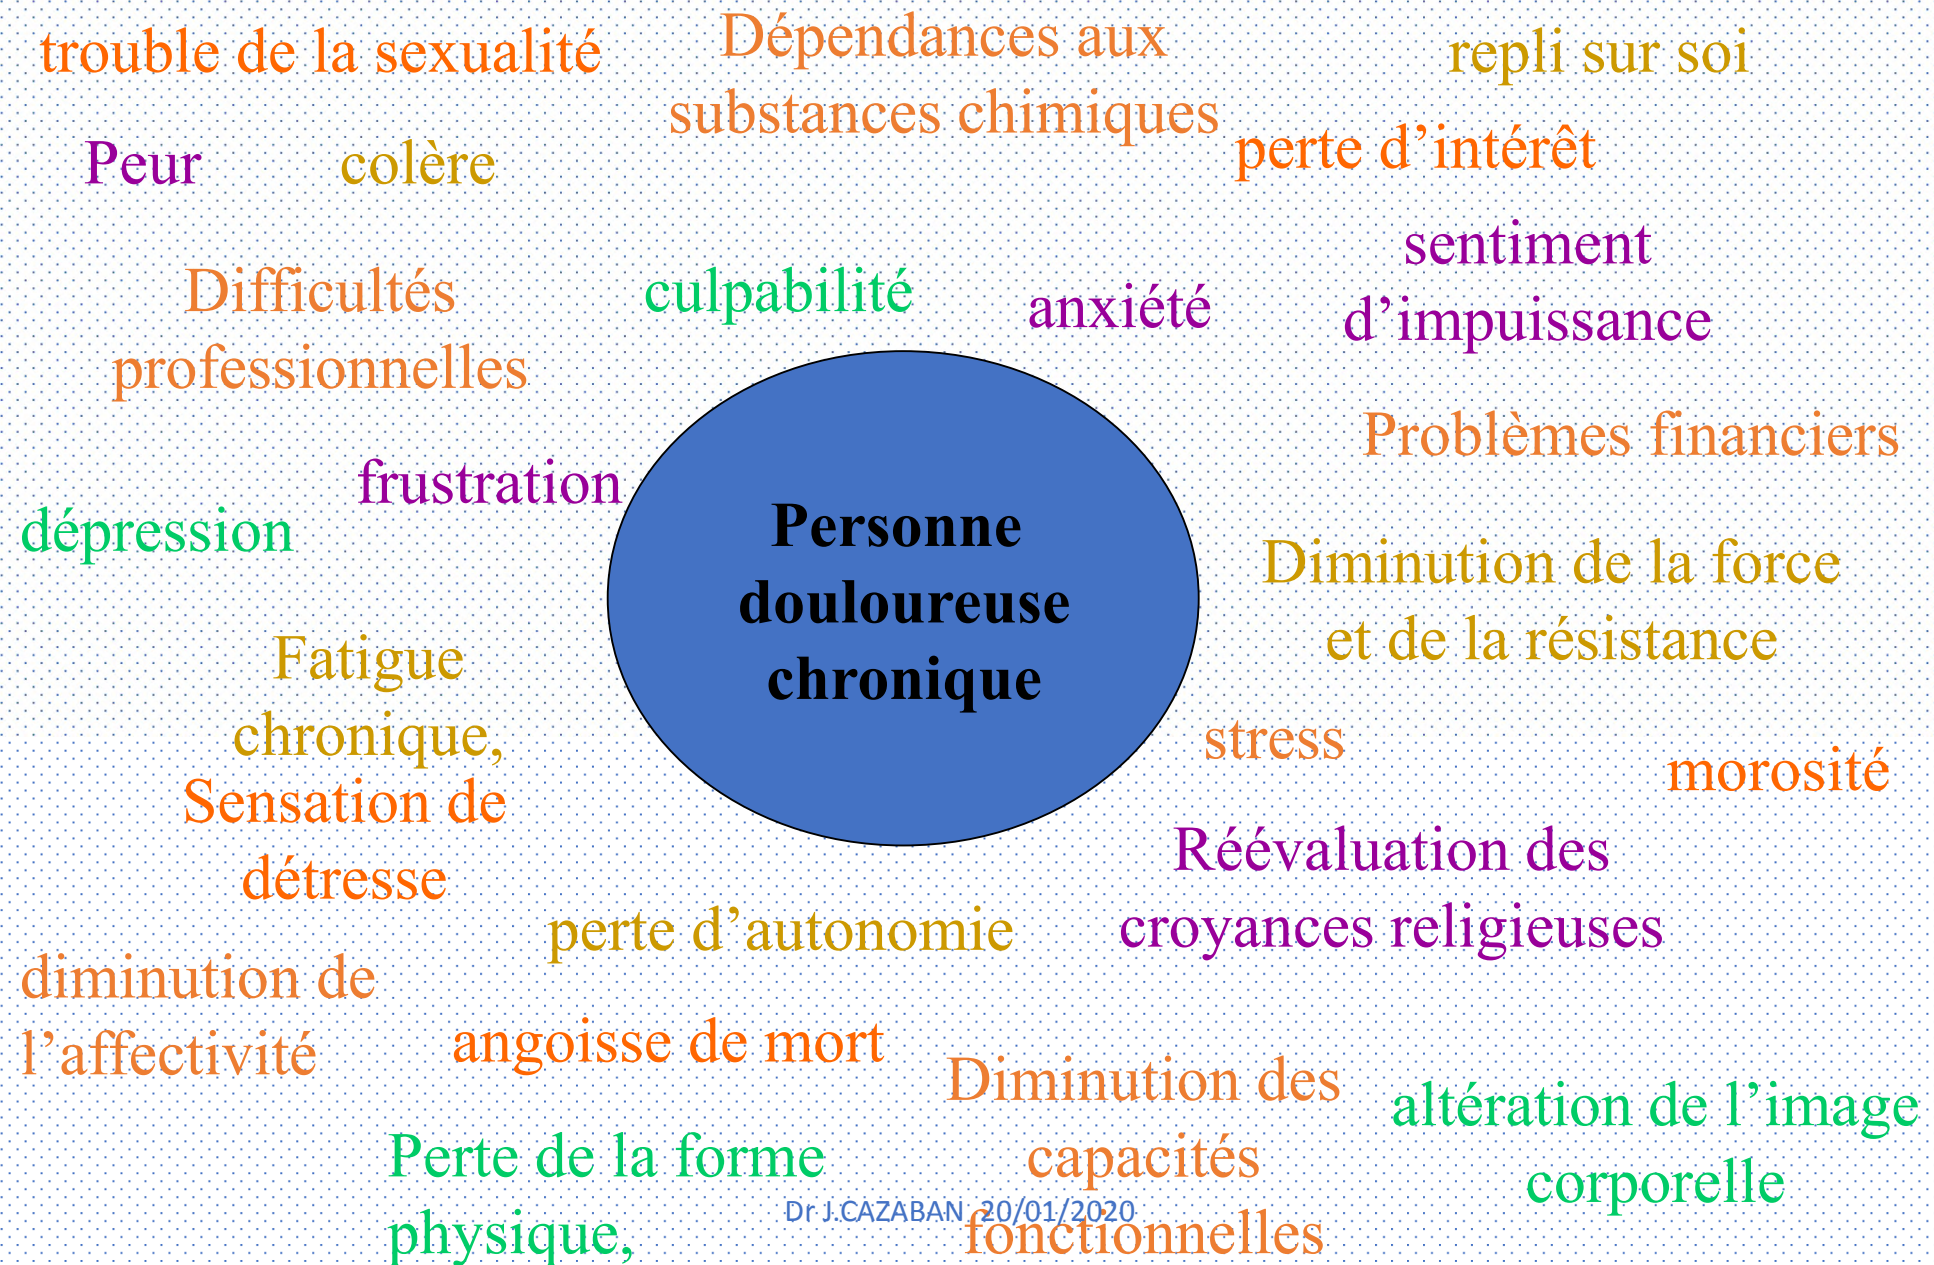 trouble de la sexualité
Dépendances aux
substances chimiques
repli sur soi
Peur
colère
perte d’intérêt
sentiment
d’impuissance
Difficultés
professionnelles
culpabilité
anxiété
Problèmes financiers
frustration
dépression
Personne
douloureuse
chronique
Diminution de la force
et de la résistance
Fatigue
chronique,
stress
morosité
Sensation de
détresse
Réévaluation des
croyances religieuses
perte d’autonomie
diminution de
l’affectivité
angoisse de mort
Diminution des
capacités
fonctionnelles
altération de l’image
corporelle
Perte de la forme
physique,
Dr J.CAZABAN 20/01/2020